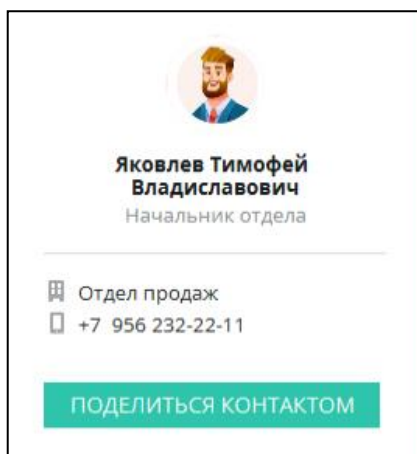 Яковлев Тимофей
Владиславович
Начальник отдела
Отдел продаж
+7 956 232-22-11
ПОДЕЛИТЬСЯ КОНТАКТОМ